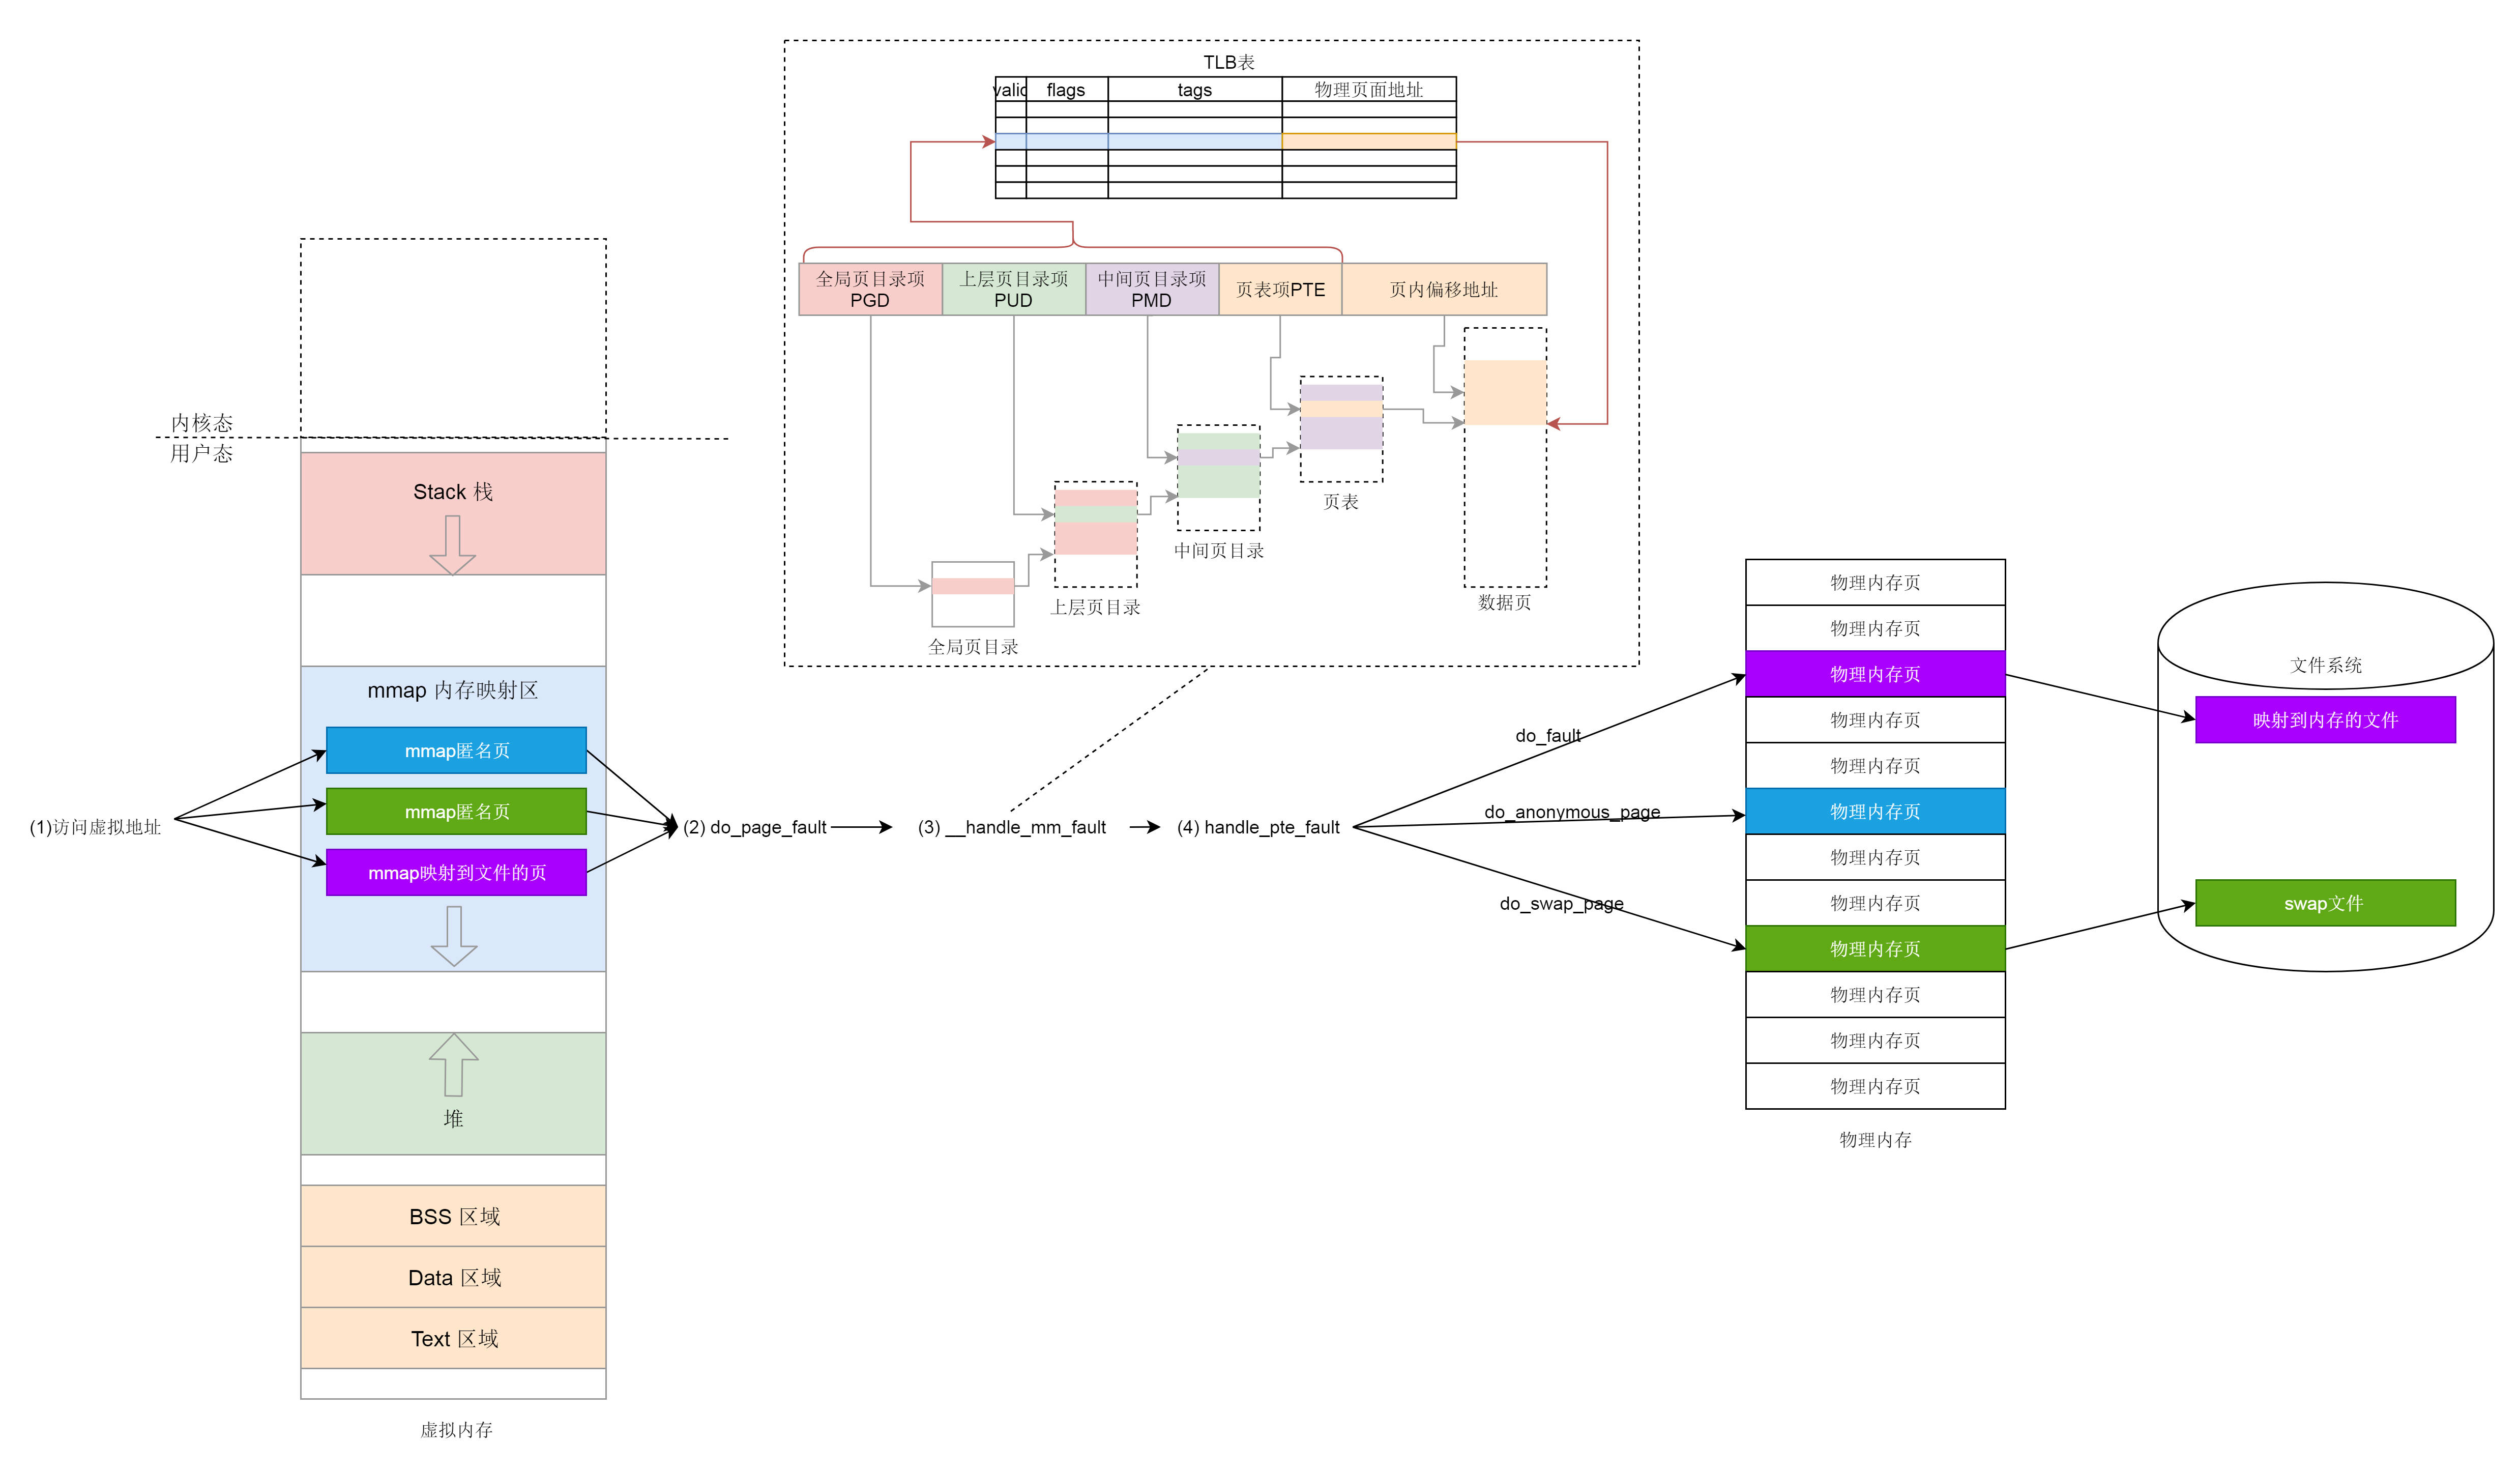 TLB表
valid
flags
tags
物理页面地址
全局页目录项
PGD
上层页目录项
PUD
中间页目录项
PMD
页表项PTE
页内偏移地址
页表
中间页目录
上层页目录
全局页目录
数据页
内核态
用户态
Stack 栈
mmap 内存映射区
mmap匿名页
mmap匿名页
mmap映射到文件的页
堆
BSS 区域
Data 区域
Text 区域
虚拟内存
(1)访问虚拟地址
(2) do_page_fault
(3) __handle_mm_fault
(4) handle_pte_fault
do_fault
do_anonymous_page
do_swap_page
物理内存页
物理内存页
物理内存页
物理内存页
物理内存页
物理内存页
物理内存页
物理内存页
物理内存页
物理内存页
物理内存页
物理内存页
物理内存
文件系统
映射到内存的文件
swap文件